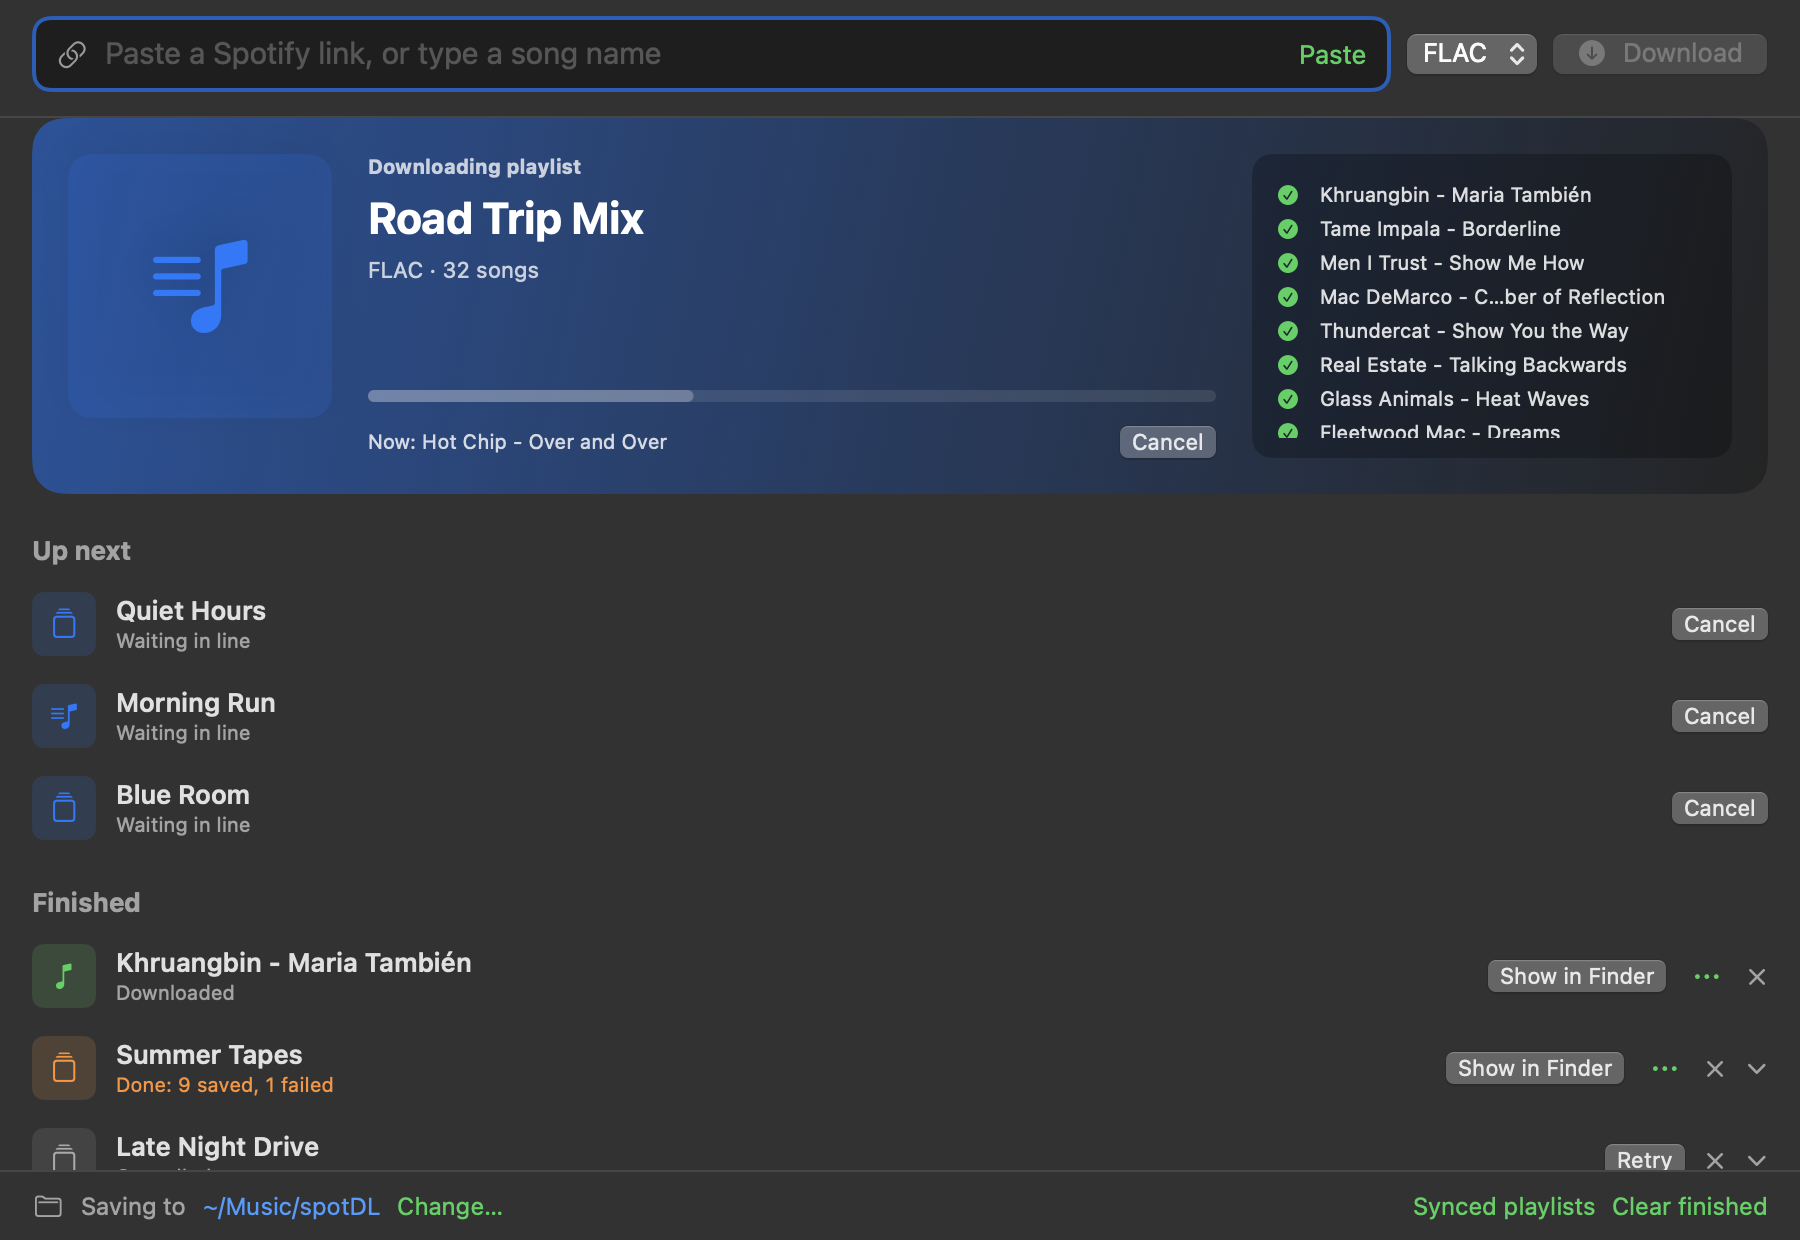 Paste a Spotify link, or type a song name
Paste
FLAC
Download
Downloading playlist
Road Trip Mix
FLAC · 32 songs
Now: Hot Chip - Over and Over
Cancel
Khruangbin - Maria También
Tame Impala - Borderline
Men I Trust - Show Me How
Mac DeMarco - C...ber of Reflection
Thundercat - Show You the Way
Real Estate - Talking Backwards
Glass Animals - Heat Waves
Fleetwood Mac - Dreams
Up next
Quiet Hours
Waiting in line
Cancel
Morning Run
Waiting in line
Cancel
Blue Room
Waiting in line
Cancel
Finished
Khruangbin - Maria También
Downloaded
Show in Finder
Summer Tapes
Done: 9 saved, 1 failed
Show in Finder
Late Night Drive
Retry
Saving to ~/Music/spotDL Change...
Synced playlists
Clear finished